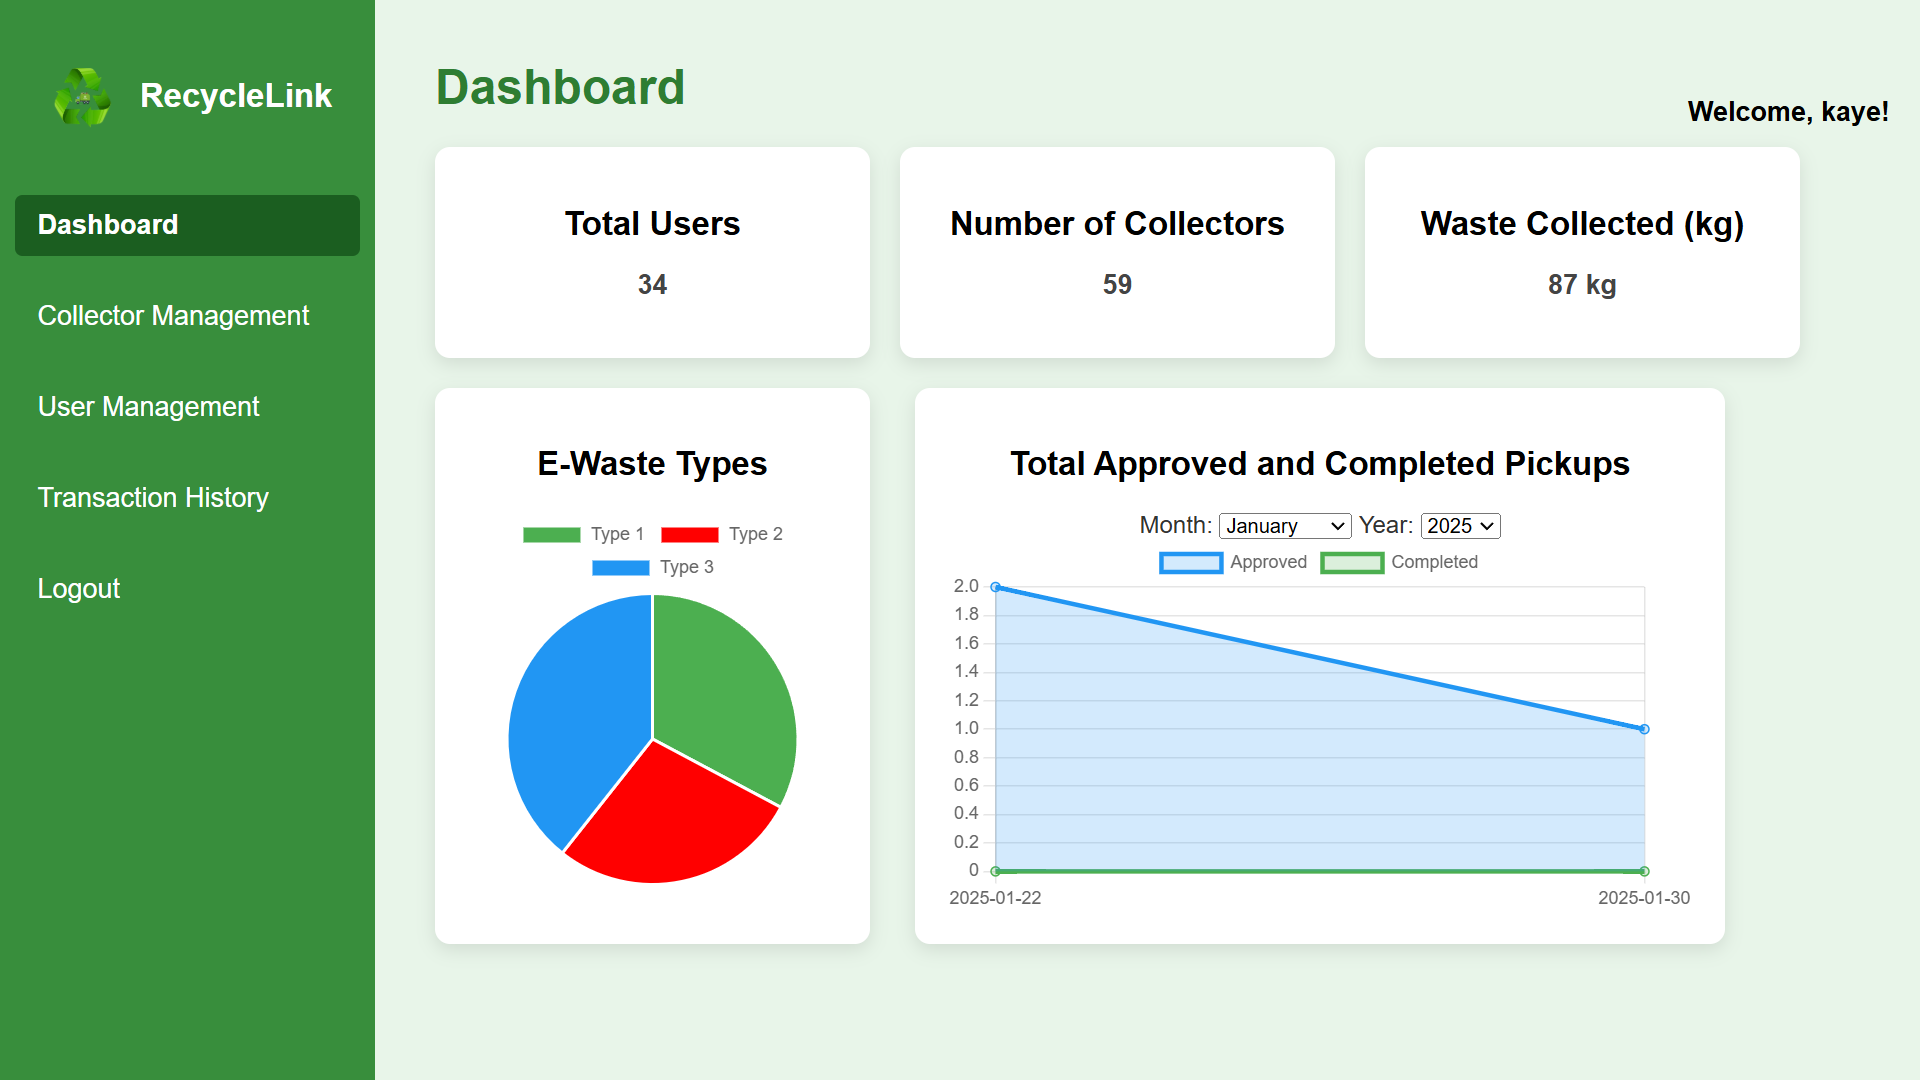 RecycleLink
Dashboard
Collector Management
User Management
Transaction History
Logout
Dashboard
Welcome, kaye!
Total Users
34
Number of Collectors
59
Waste Collected (kg)
87 kg
E-Waste Types
Type 1 Type 2
Type 3
Total Approved and Completed Pickups
Month: January Year: 2025
Approved Completed
2.0
1.8
1.6
1.4
1.2
1.0
0.8
0.6
0.4
0.2
0
2025-01-22 2025-01-30